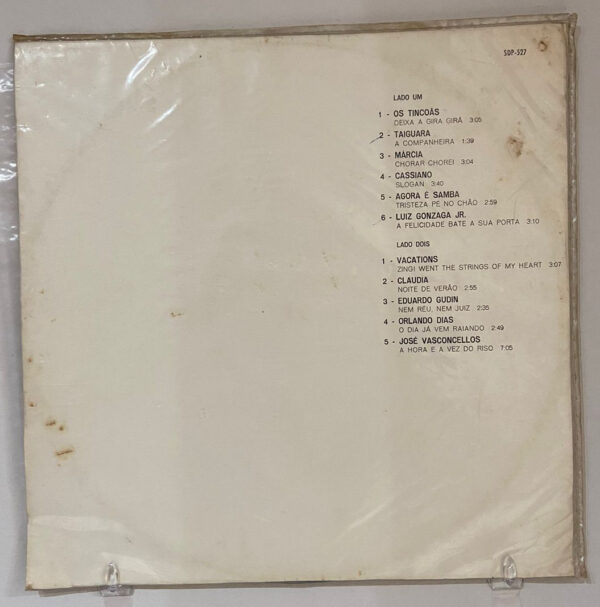 SDP-527
LADO UM
1 - OS TINCOÃS
DEIXA A GIRA GIRÁ 3:05
2 - TAIGUARA
A COMPANHEIRA 1:39
3 - MÁRCIA
CHORAR CHOREI 3:04
4 - CASSIANO
SLOGAN 3:40
5 - AGORA É SAMBA
TRISTEZA PÉ NO CHÃO 2:59
6 - LUIZ GONZAGA JR.
A FELICIDADE BATE A SUA PORTA 3:10
LADO DOIS
1 - VACATIONS
ZING! WENT THE STRINGS OF MY HEART 3:07
2 - CLAUDIA
NOITE DE VERÃO 2:55
3 - EDUARDO GUDIN
NEM RÉU, NEM JUIZ 2:35
4 - ORLANDO DIAS
O DIA JÁ VEM RAIANDO 2:49
5 - JOSÉ VASCONCELLOS
A HORA E A VEZ DO RISO 7:05